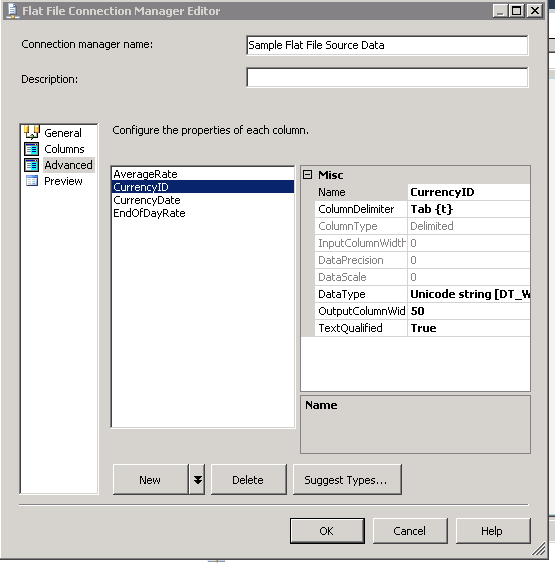 Flat File Connection Manager Editor
Connection manager name: Sample Flat File Source Data
Description:
General
Columns
Advanced
Preview
Configure the properties of each column.
AverageRate
CurrencyID
CurrencyDate
EndOfDayRate
Misc
Name CurrencyID
ColumnDelimiter Tab {t}
ColumnType Delimited
InputColumnWidth 0
DataPrecision 0
DataScale 0
DataType Unicode string [DT_W
OutputColumnWid 50
TextQualified True
Name
New Delete Suggest Types...
OK Cancel Help